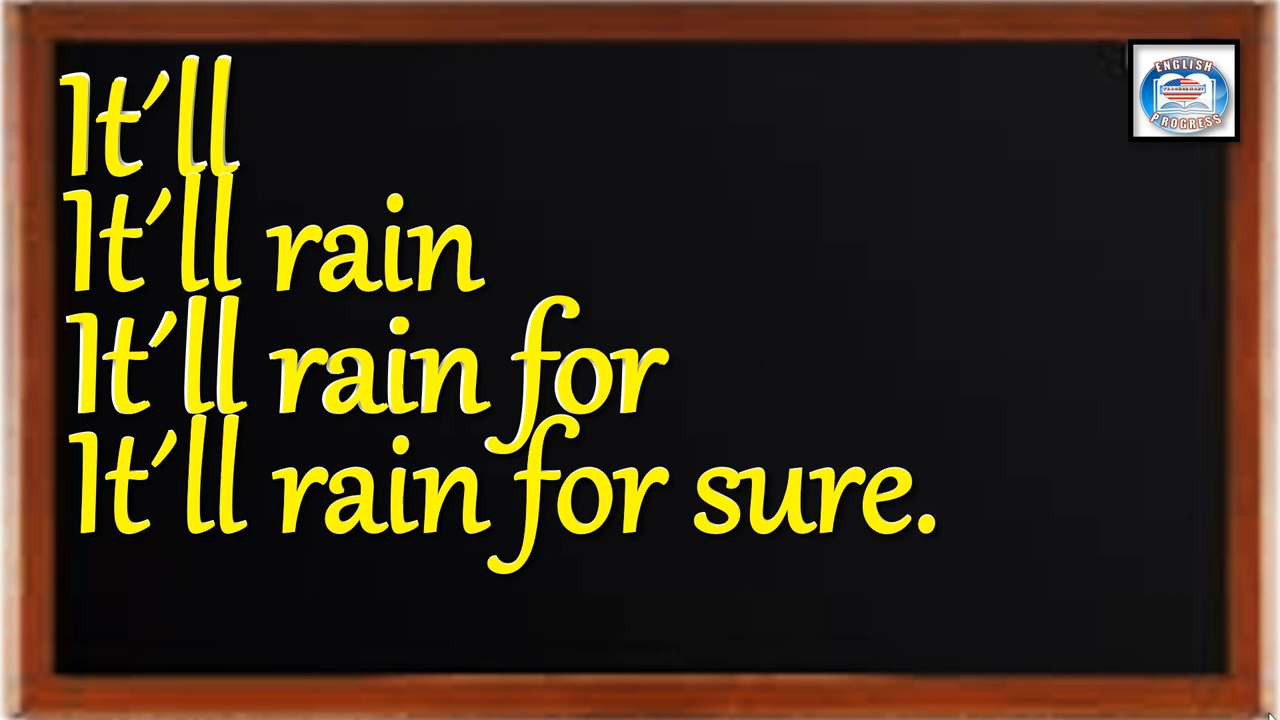 It´ll
It´ll rain
It´ll rain for
It´ll rain for sure.
ENGLISH
PROGRESS